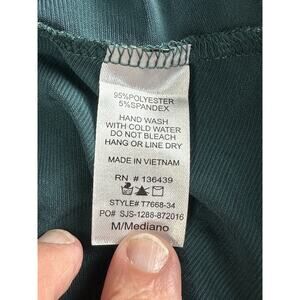 95%POLYESTER
5%SPANDEX
HAND WASH
WITH COLD WATER
DO NOT BLEACH
HANG OR LINE DRY
MADE IN VIETNAM
RN # 136439
STYLE# T7668-34
PO# SJS-1288-872016
M/Mediano